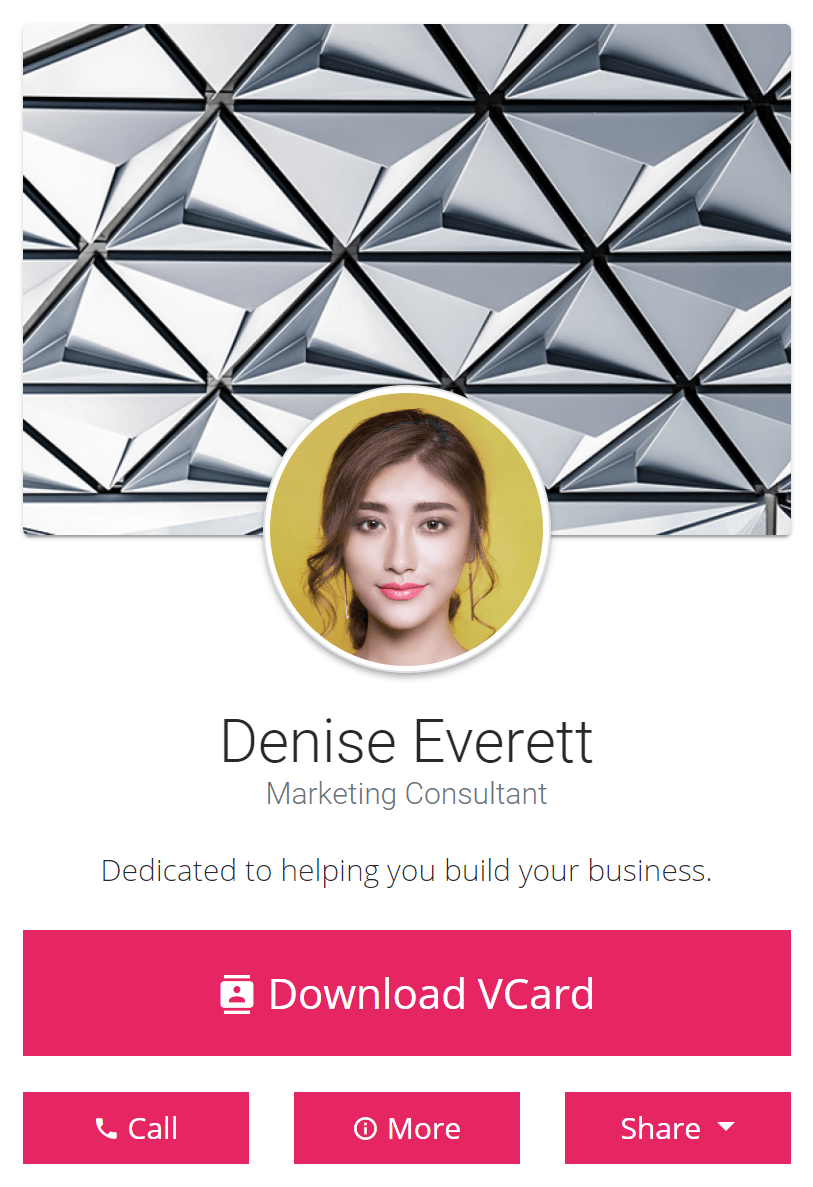 Denise Everett
Marketing Consultant
Dedicated to helping you build your business.
Download VCard
Call
More
Share